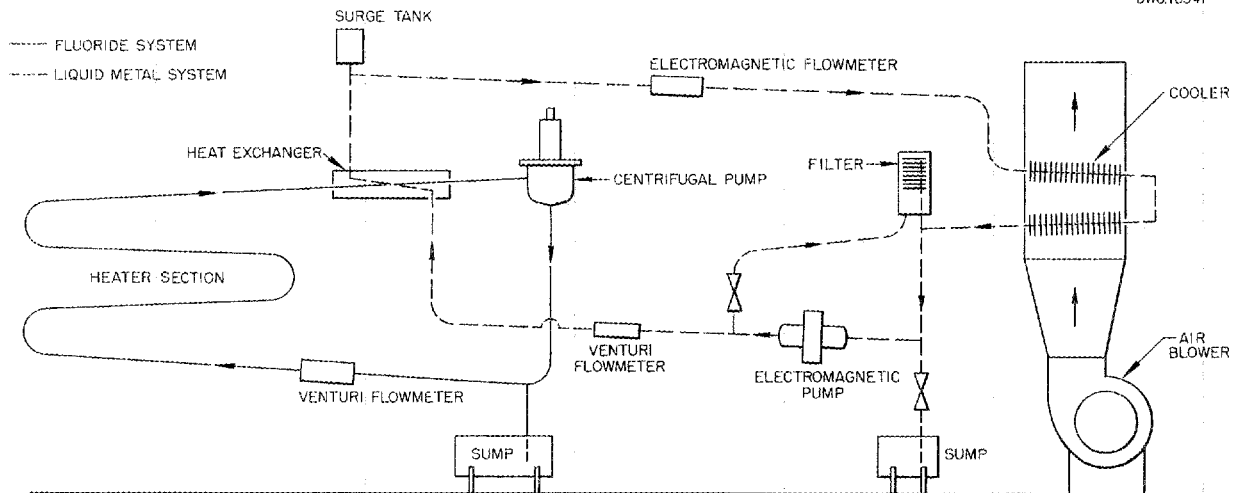 SURGE TANK
FLUORIDE SYSTEM
LIQUID METAL SYSTEM
ELECTROMAGNETIC FLOWMETER
COOLER
HEAT EXCHANGER
CENTRIFUGAL PUMP
FILTER
HEATER SECTION
VENTURI
FLOWMETER
AIR
BLOWER
ELECTROMAGNETIC
PUMP
VENTURI FLOWMETER
SUMP
SUMP